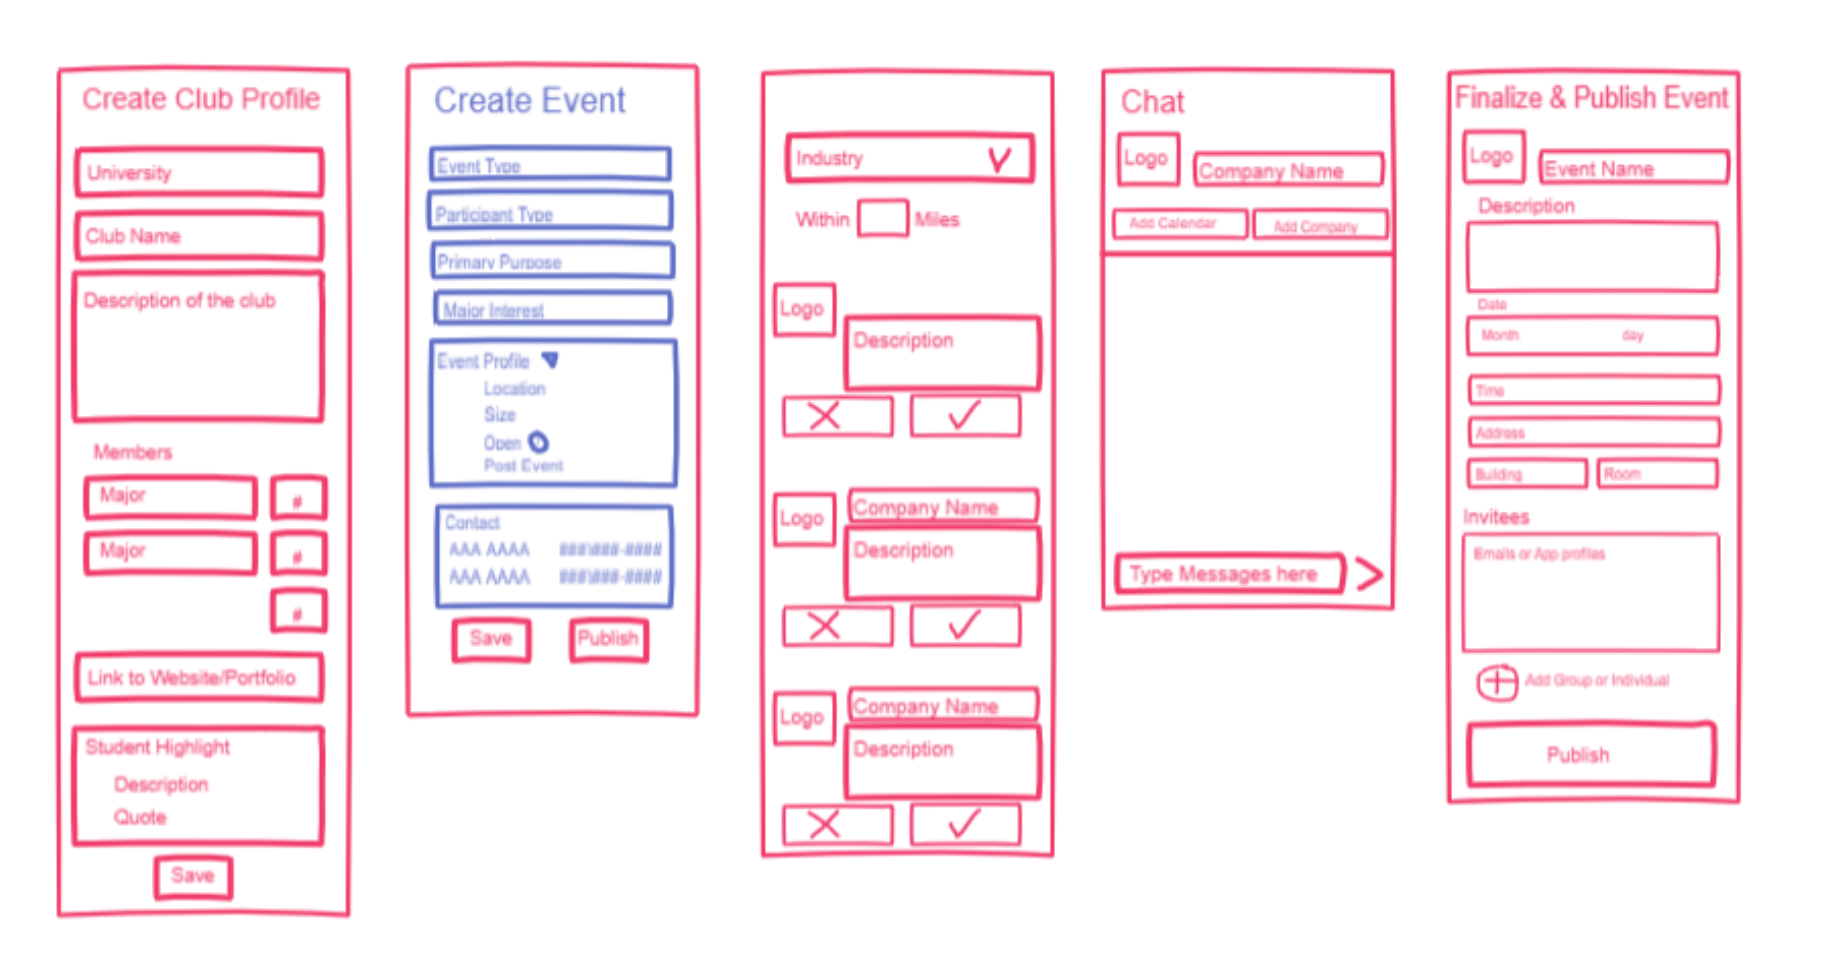 Create Club Profile
University
Club Name
Description of the club
Members
Major #
Major #
#
Link to Website/Portfolio
Student Highlight
Description
Quote
Save
Create Event
Event Type
Participant Type
Primary Purpose
Major Interest
Event Profile
Location
Size
Open
Post Event
Contact
AAA AAAA ###\###-####
AAA AAAA ###\###-####
Save Publish
Industry
Within Miles
Logo
Description
Logo
Company Name
Description
Logo
Company Name
Description
Chat
Logo
Company Name
Add Calendar Add Company
Type Messages here
Finalize & Publish Event
Logo
Event Name
Description
Date
Month day
Time
Address
Building Room
Invitees
Emails or App profiles
Add Group or Individual
Publish